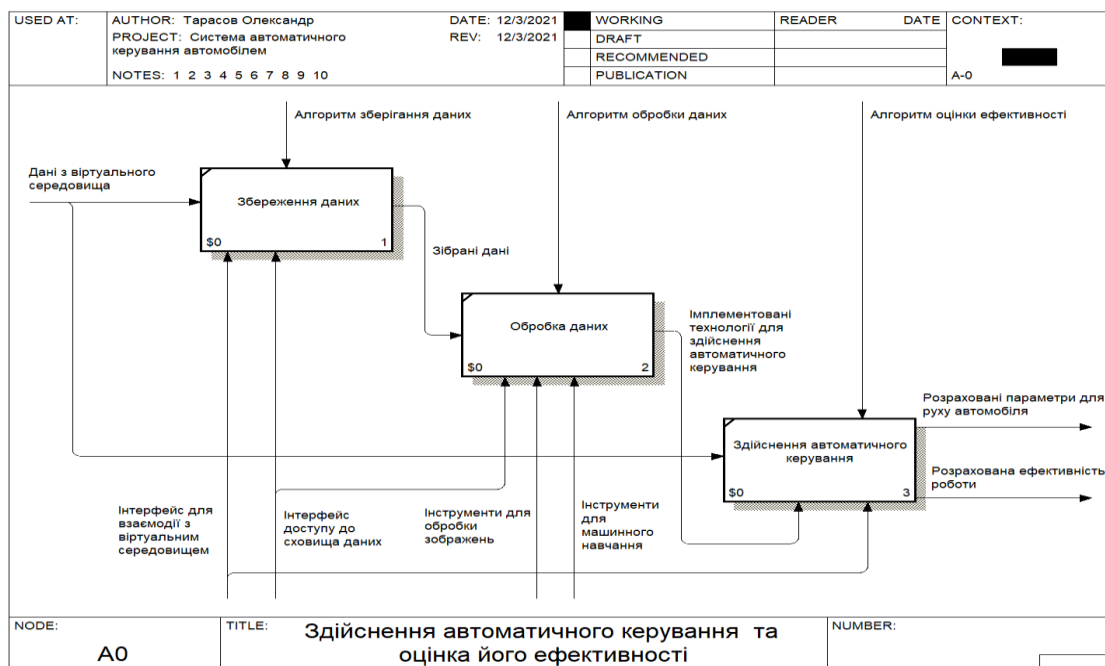 USED AT:
AUTHOR: Тарасов Олександр
DATE: 12/3/2021
PROJECT: Система автоматичного
керування автомобілем
REV: 12/3/2021
NOTES: 1 2 3 4 5 6 7 8 9 10
WORKING
DRAFT
RECOMMENDED
PUBLICATION
READER
DATE
CONTEXT:
A-0
Алгоритм зберігання даних
Алгоритм обробки даних
Алгоритм оцінки ефективності
Дані з віртуального
середовища
Збереження даних
$0
1
Зібрані дані
Обробка даних
$0
2
Імплементовані
технології для
здійснення
автоматичного
керування
Розраховані параметри для
руху автомобіля
Здійснення автоматичного
керування
$0
3
Розрахована ефективність
роботи
Інтерфейс для
взаємодії з
віртуальним
середовищем
Інтерфейс
доступу до
сховища даних
Інструменти для
обробки
зображень
Інструменти
для
машинного
навчання
NODE:
A0
TITLE:
Здійснення автоматичного керування та
оцінка його ефективності
NUMBER: